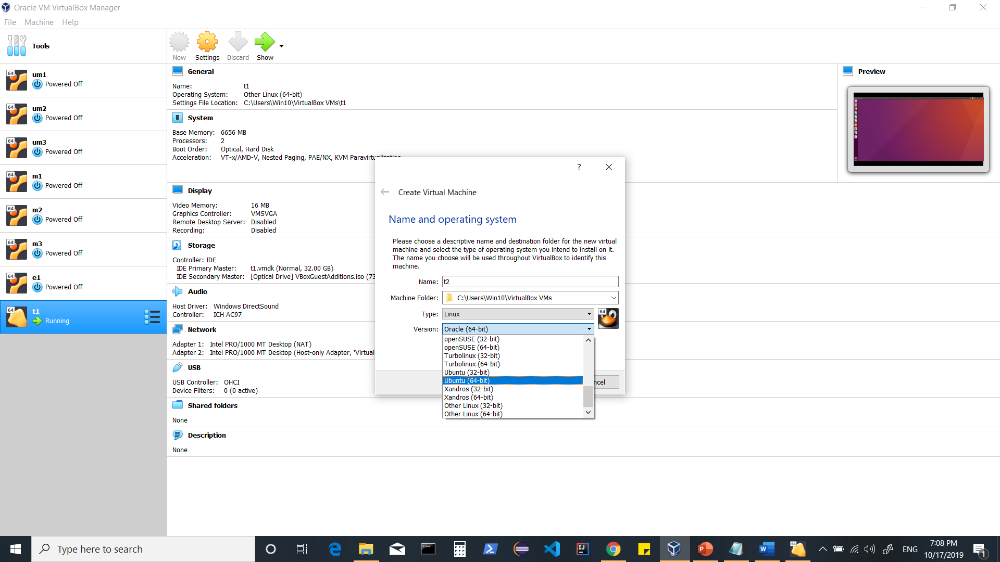 Oracle VM VirtualBox Manager
File Machine Help
Tools
New Settings Discard Show
64 um1
Powered Off
64 um2
Powered Off
64 um3
Powered Off
64 m1
Powered Off
64 m2
Powered Off
64 m3
Powered Off
64 e1
Powered Off
64 t1
Running
General
Name: t1
Operating System: Other Linux (64-bit)
Settings File Location: C:\Users\Win10\VirtualBox VMs\t1
System
Base Memory: 6656 MB
Processors: 2
Boot Order: Optical, Hard Disk
Acceleration: VT-x/AMD-V, Nested Paging, PAE/NX, KVM Paravirtualization
Display
Video Memory: 16 MB
Graphics Controller: VMSVGA
Remote Desktop Server: Disabled
Recording: Disabled
Storage
Controller: IDE
IDE Primary Master: t1.vmdk (Normal, 32.00 GB)
IDE Secondary Master: [Optical Drive] VBoxGuestAdditions.iso (73
Audio
Host Driver: Windows DirectSound
Controller: ICH AC97
Network
Adapter 1: Intel PRO/1000 MT Desktop (NAT)
Adapter 2: Intel PRO/1000 MT Desktop (Host-only Adapter, 'Virtual
USB
USB Controller: OHCI
Device Filters: 0 (0 active)
Shared folders
None
Description
None
Preview
?
Create Virtual Machine
Name and operating system
Please choose a descriptive name and destination folder for the new virtual
machine and select the type of operating system you intend to install on it.
The name you choose will be used throughout VirtualBox to identify this
machine.
Name: t2
Machine Folder: C:\Users\Win10\VirtualBox VMs
Type: Linux
64
Version: Oracle (64-bit)
openSUSE (32-bit)
openSUSE (64-bit)
Turbolinux (32-bit)
Turbolinux (64-bit)
Ubuntu (32-bit)
Ubuntu (64-bit)
Xandros (32-bit)
Xandros (64-bit)
Other Linux (32-bit)
Other Linux (64-bit)
ncel
Type here to search
ENG
7:08 PM
10/17/2019
1